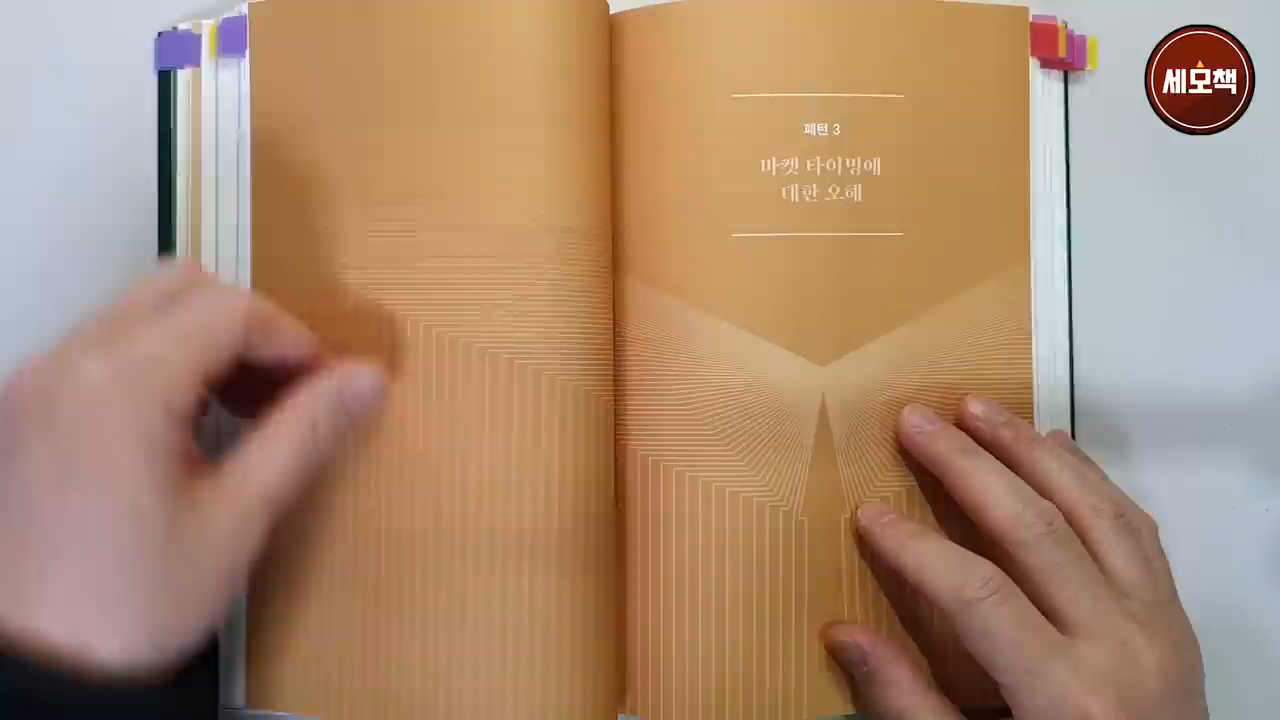 패턴 3
마켓 타이밍에
대한 오해
세모책